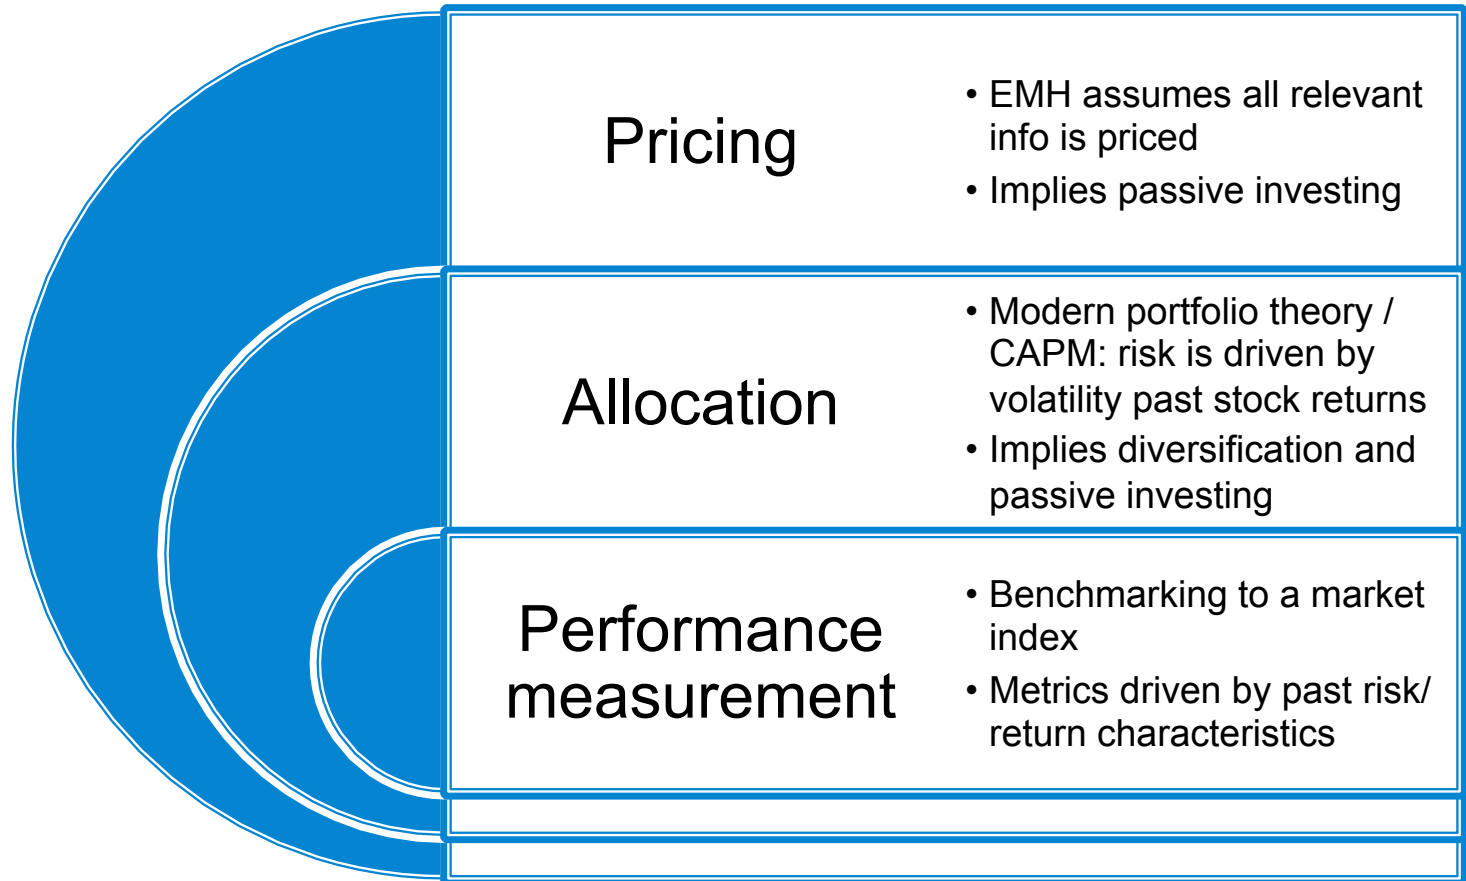 Pricing
• EMH assumes all relevant
info is priced
• Implies passive investing
Allocation
• Modern portfolio theory /
CAPM: risk is driven by
volatility past stock returns
• Implies diversification and
passive investing
Performance
measurement
• Benchmarking to a market
index
• Metrics driven by past risk/
return characteristics